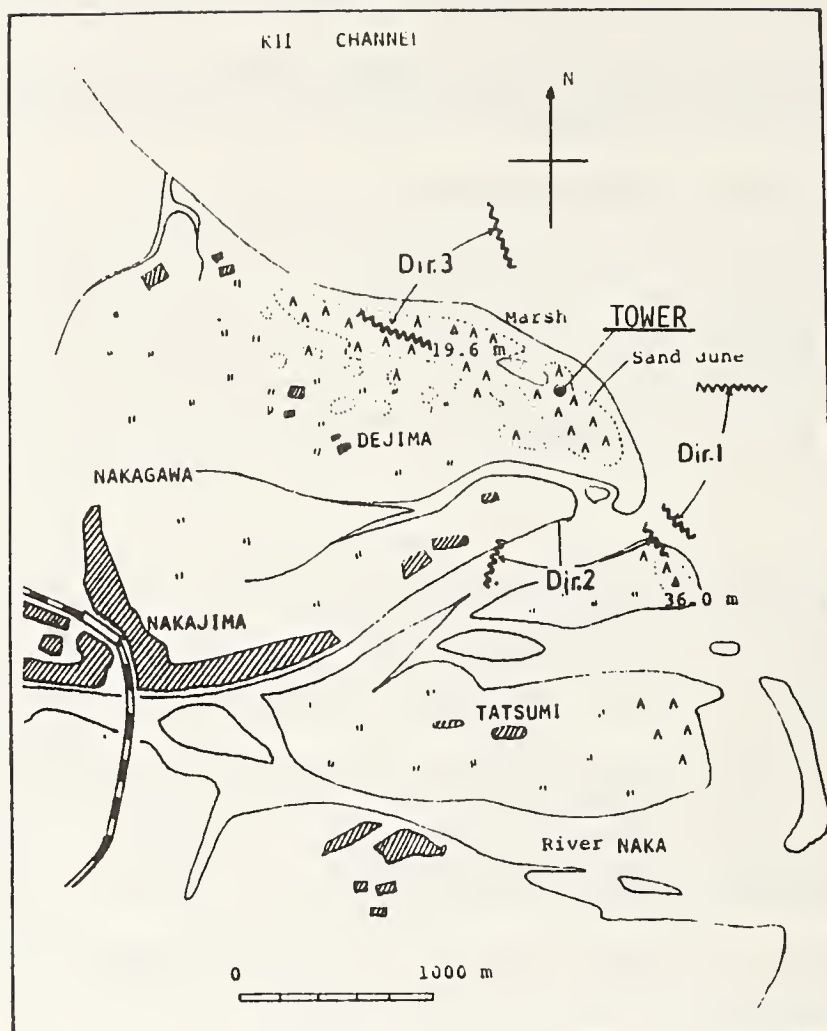 KII CHANNEL
N
Dir.3
Marsh
TOWER
19.6 m
Sand dune
DEJIMA
Dir.1
NAKAGAWA
Dir.2
36.0 m
NAKAJIMA
TATSUMI
River NAKA
0 1000 m